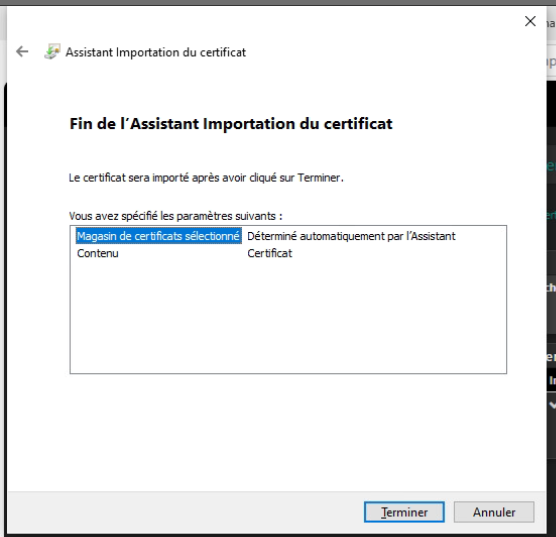 Assistant Importation du certificat
Fin de l'Assistant Importation du certificat
Le certificat sera importé après avoir cliqué sur Terminer.
Vous avez spécifié les paramètres suivants :
Magasin de certificats sélectionné Déterminé automatiquement par l'Assistant
Contenu Certificat
Terminer Annuler